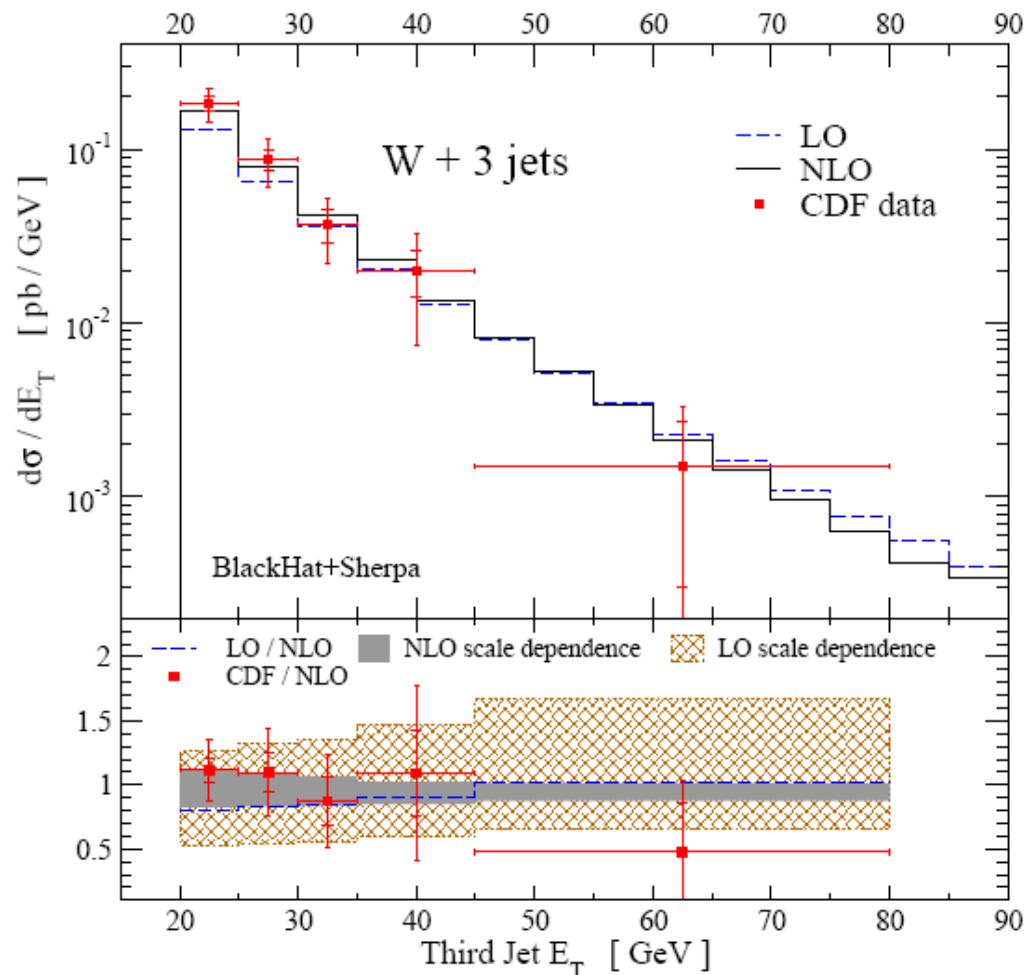 20 30 40 50 60 70 80 90
10^-1
10^-2
10^-3
dσ / dE_T [ pb / GeV ]
W + 3 jets
LO
NLO
CDF data
BlackHat+Sherpa
LO / NLO
CDF / NLO
NLO scale dependence
LO scale dependence
2
1.5
1
0.5
20 30 40 50 60 70 80 90
Third Jet E_T [ GeV ]